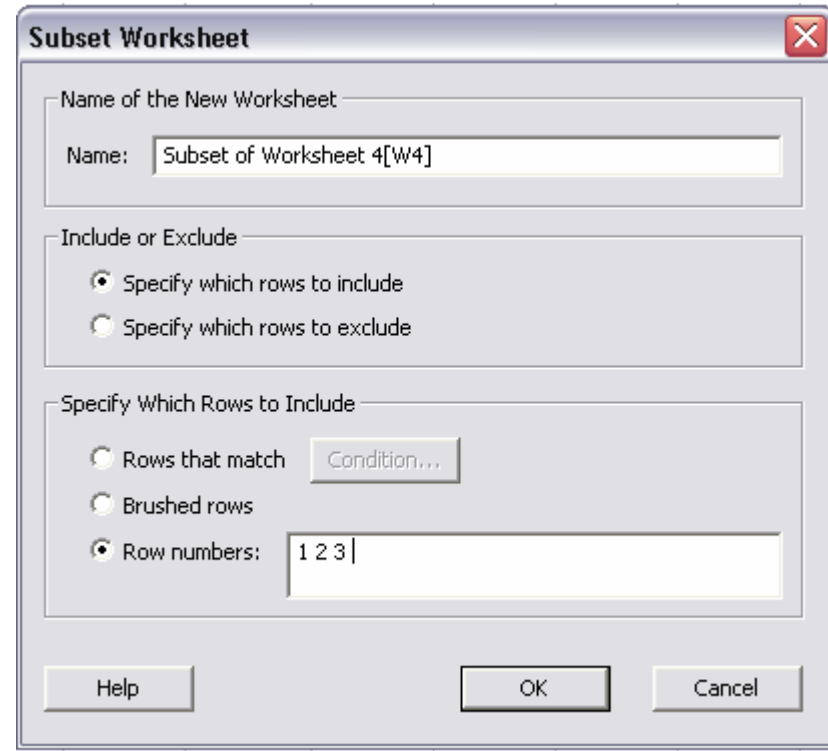 Subset Worksheet
Name of the New Worksheet
Name: Subset of Worksheet 4[W4]
Include or Exclude
Specify which rows to include
Specify which rows to exclude
Specify Which Rows to Include
Rows that match Condition...
Brushed rows
Row numbers: 1 2 3
Help OK Cancel